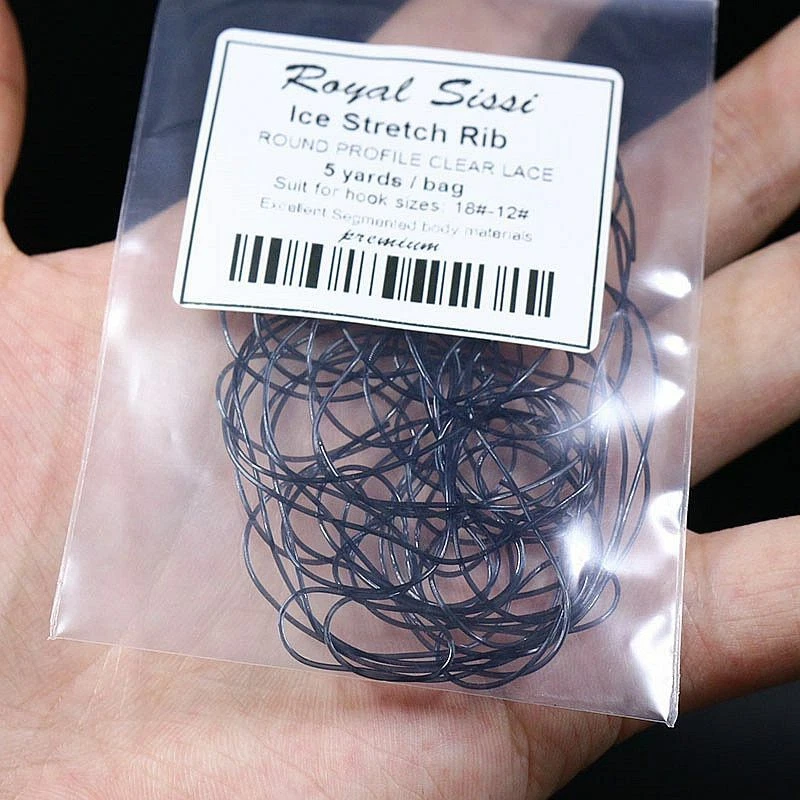 Royal Sissi
Ice Stretch Rib
ROUND PROFILE CLEAR LACE
5 yards / bag
Suit for hook sizes: 18#-12#
Excellent Segmented body materials
premium